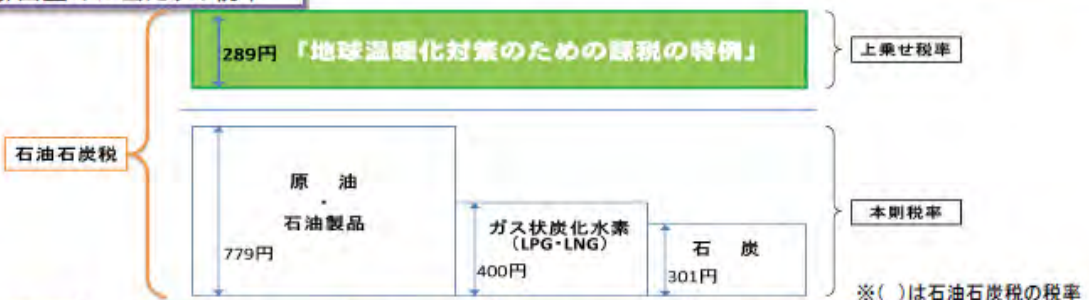 289円 「地球温暖化対策のための課税の特例」
上乗せ税率
石油石炭税
原 油
・
石油製品
779円
ガス状炭化水素
(LPG・LNG)
400円
石 炭
301円
本則税率
※( )は石油石炭税の税率